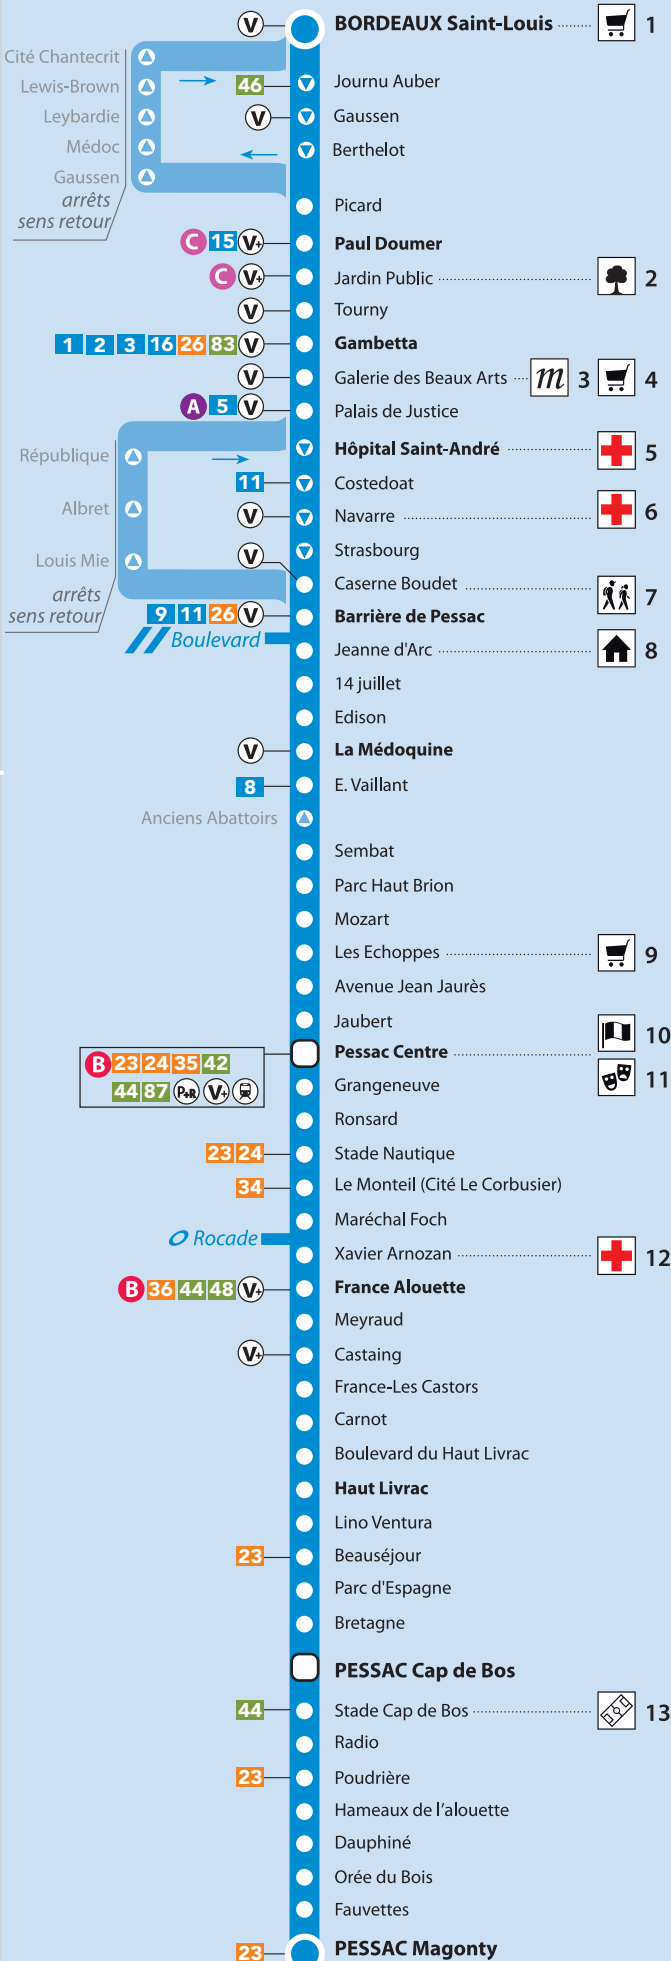 V BORDEAUX Saint-Louis 1
Cité Chantecrit
Lewis-Brown 46 Journu Auber
Leybardie V Gaussen
Médoc Berthelot
Gaussen
arrêts
sens retour
Picard
C 15 V+ Paul Doumer
C V+ Jardin Public 2
V Tourny
1 2 3 16 26 83 V Gambetta
V Galerie des Beaux Arts m 3 4
A 5 V Palais de Justice
République Hôpital Saint-André 5
11 Costedoat
Albret V Navarre 6
Louis Mie V Strasbourg
arrêts
sens retour
Caserne Boudet 7
9 11 26 V Barrière de Pessac
Boulevard
Jeanne d'Arc 8
14 juillet
Edison
V La Médoquine
8 E. Vaillant
Anciens Abattoirs
Sembat
Parc Haut Brion
Mozart
Les Echoppes 9
Avenue Jean Jaurès
Jaubert
Pessac Centre 10
B 23 24 35 42
44 87 P+R V+
11
Grangeneuve
Ronsard
23 24 Stade Nautique
34 Le Monteil (Cité Le Corbusier)
Maréchal Foch
Rocade
Xavier Arnozan 12
B 36 44 48 V+ France Alouette
Meyraud
V+ Castaing
France-Les Castors
Carnot
Boulevard du Haut Livrac
Haut Livrac
Lino Ventura
23 Beauséjour
Parc d'Espagne
Bretagne
PESSAC Cap de Bos
44 Stade Cap de Bos 13
Radio
23 Poudrière
Hameaux de l'alouette
Dauphiné
Orée du Bois
Fauvettes
23 PESSAC Magonty